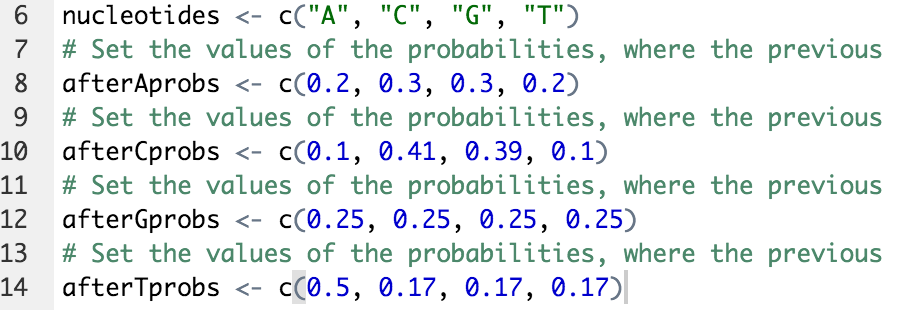 6 nucleotides <- c("A", "C", "G", "T")
7 # Set the values of the probabilities, where the previous
8 afterAprobs <- c(0.2, 0.3, 0.3, 0.2)
9 # Set the values of the probabilities, where the previous
10 afterCprobs <- c(0.1, 0.41, 0.39, 0.1)
11 # Set the values of the probabilities, where the previous
12 afterGprobs <- c(0.25, 0.25, 0.25, 0.25)
13 # Set the values of the probabilities, where the previous
14 afterTprobs <- c(0.5, 0.17, 0.17, 0.17)